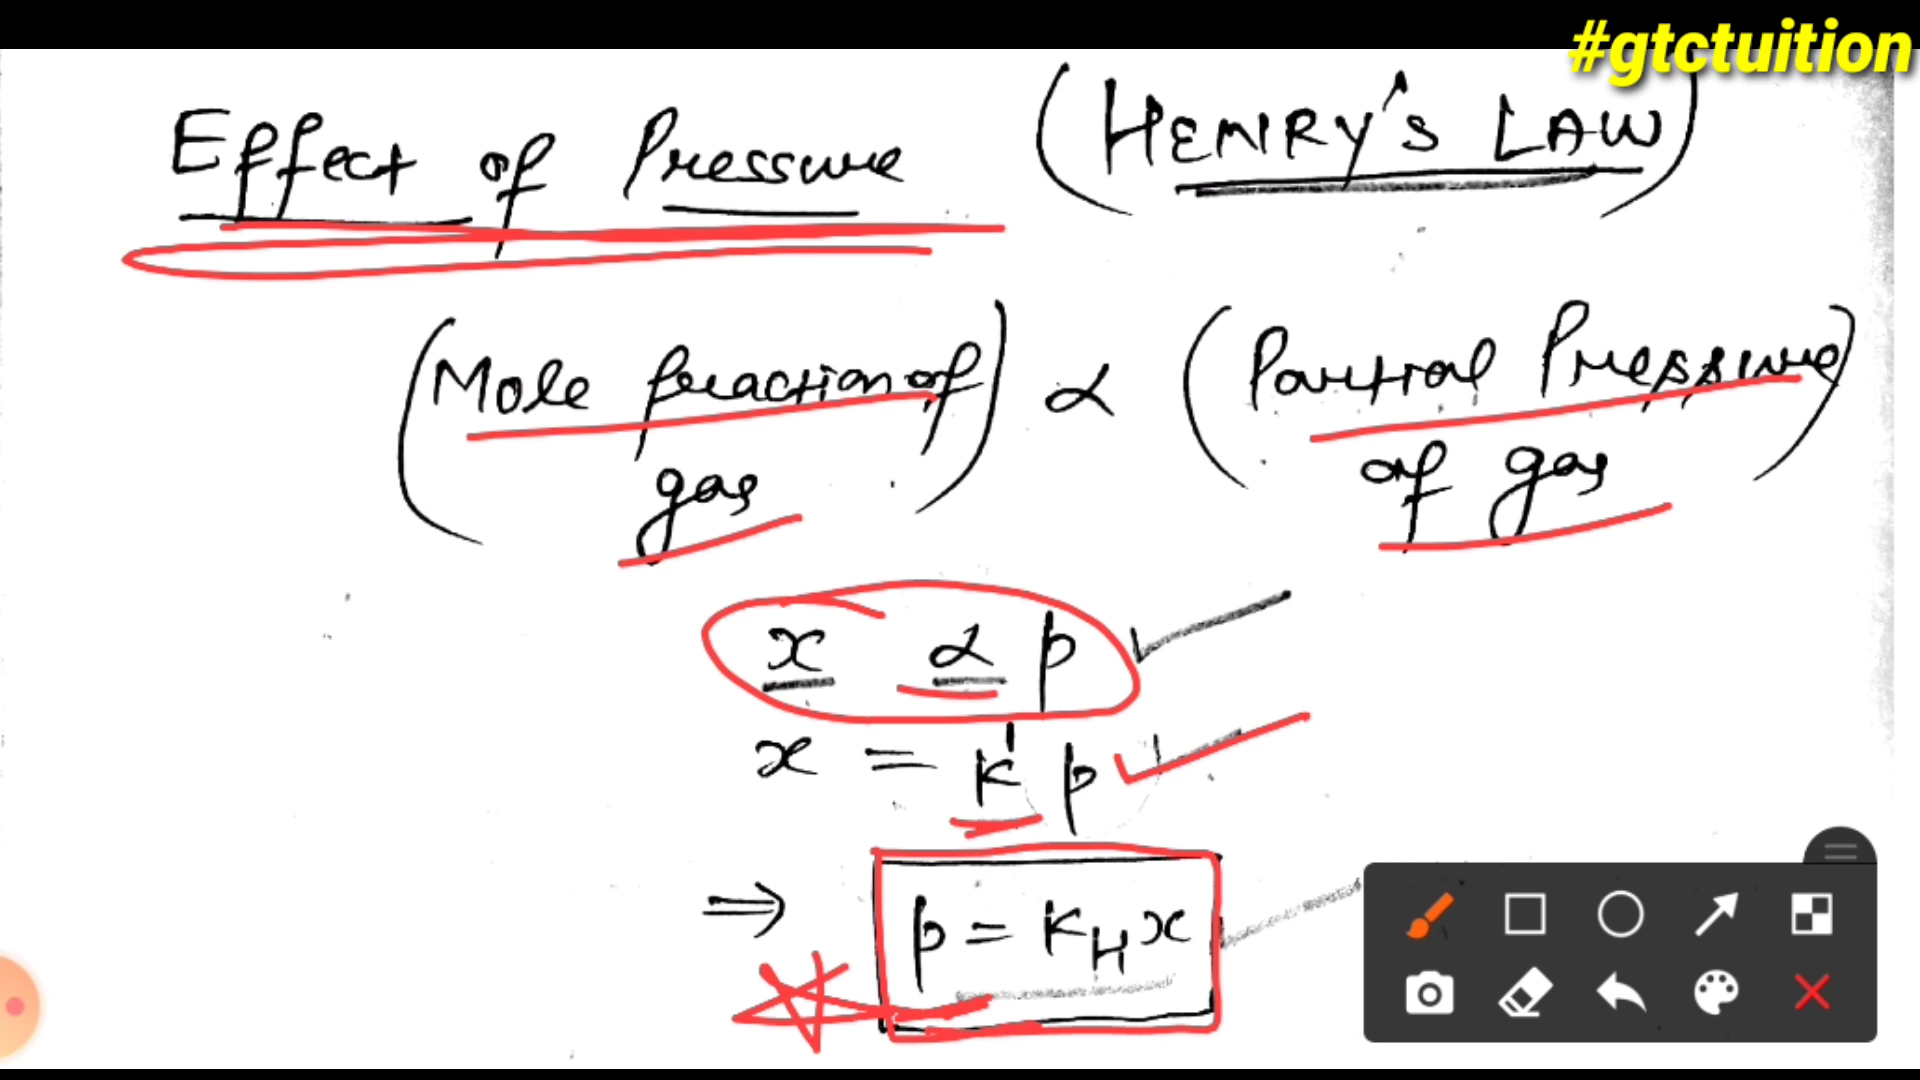 #gtctuition
Effect of Pressure (HENRY'S LAW)
(Mole fraction of gas) ∝ (Partial Pressure of gas)
x ∝ p
x = K' p
⇒ p = K_H x